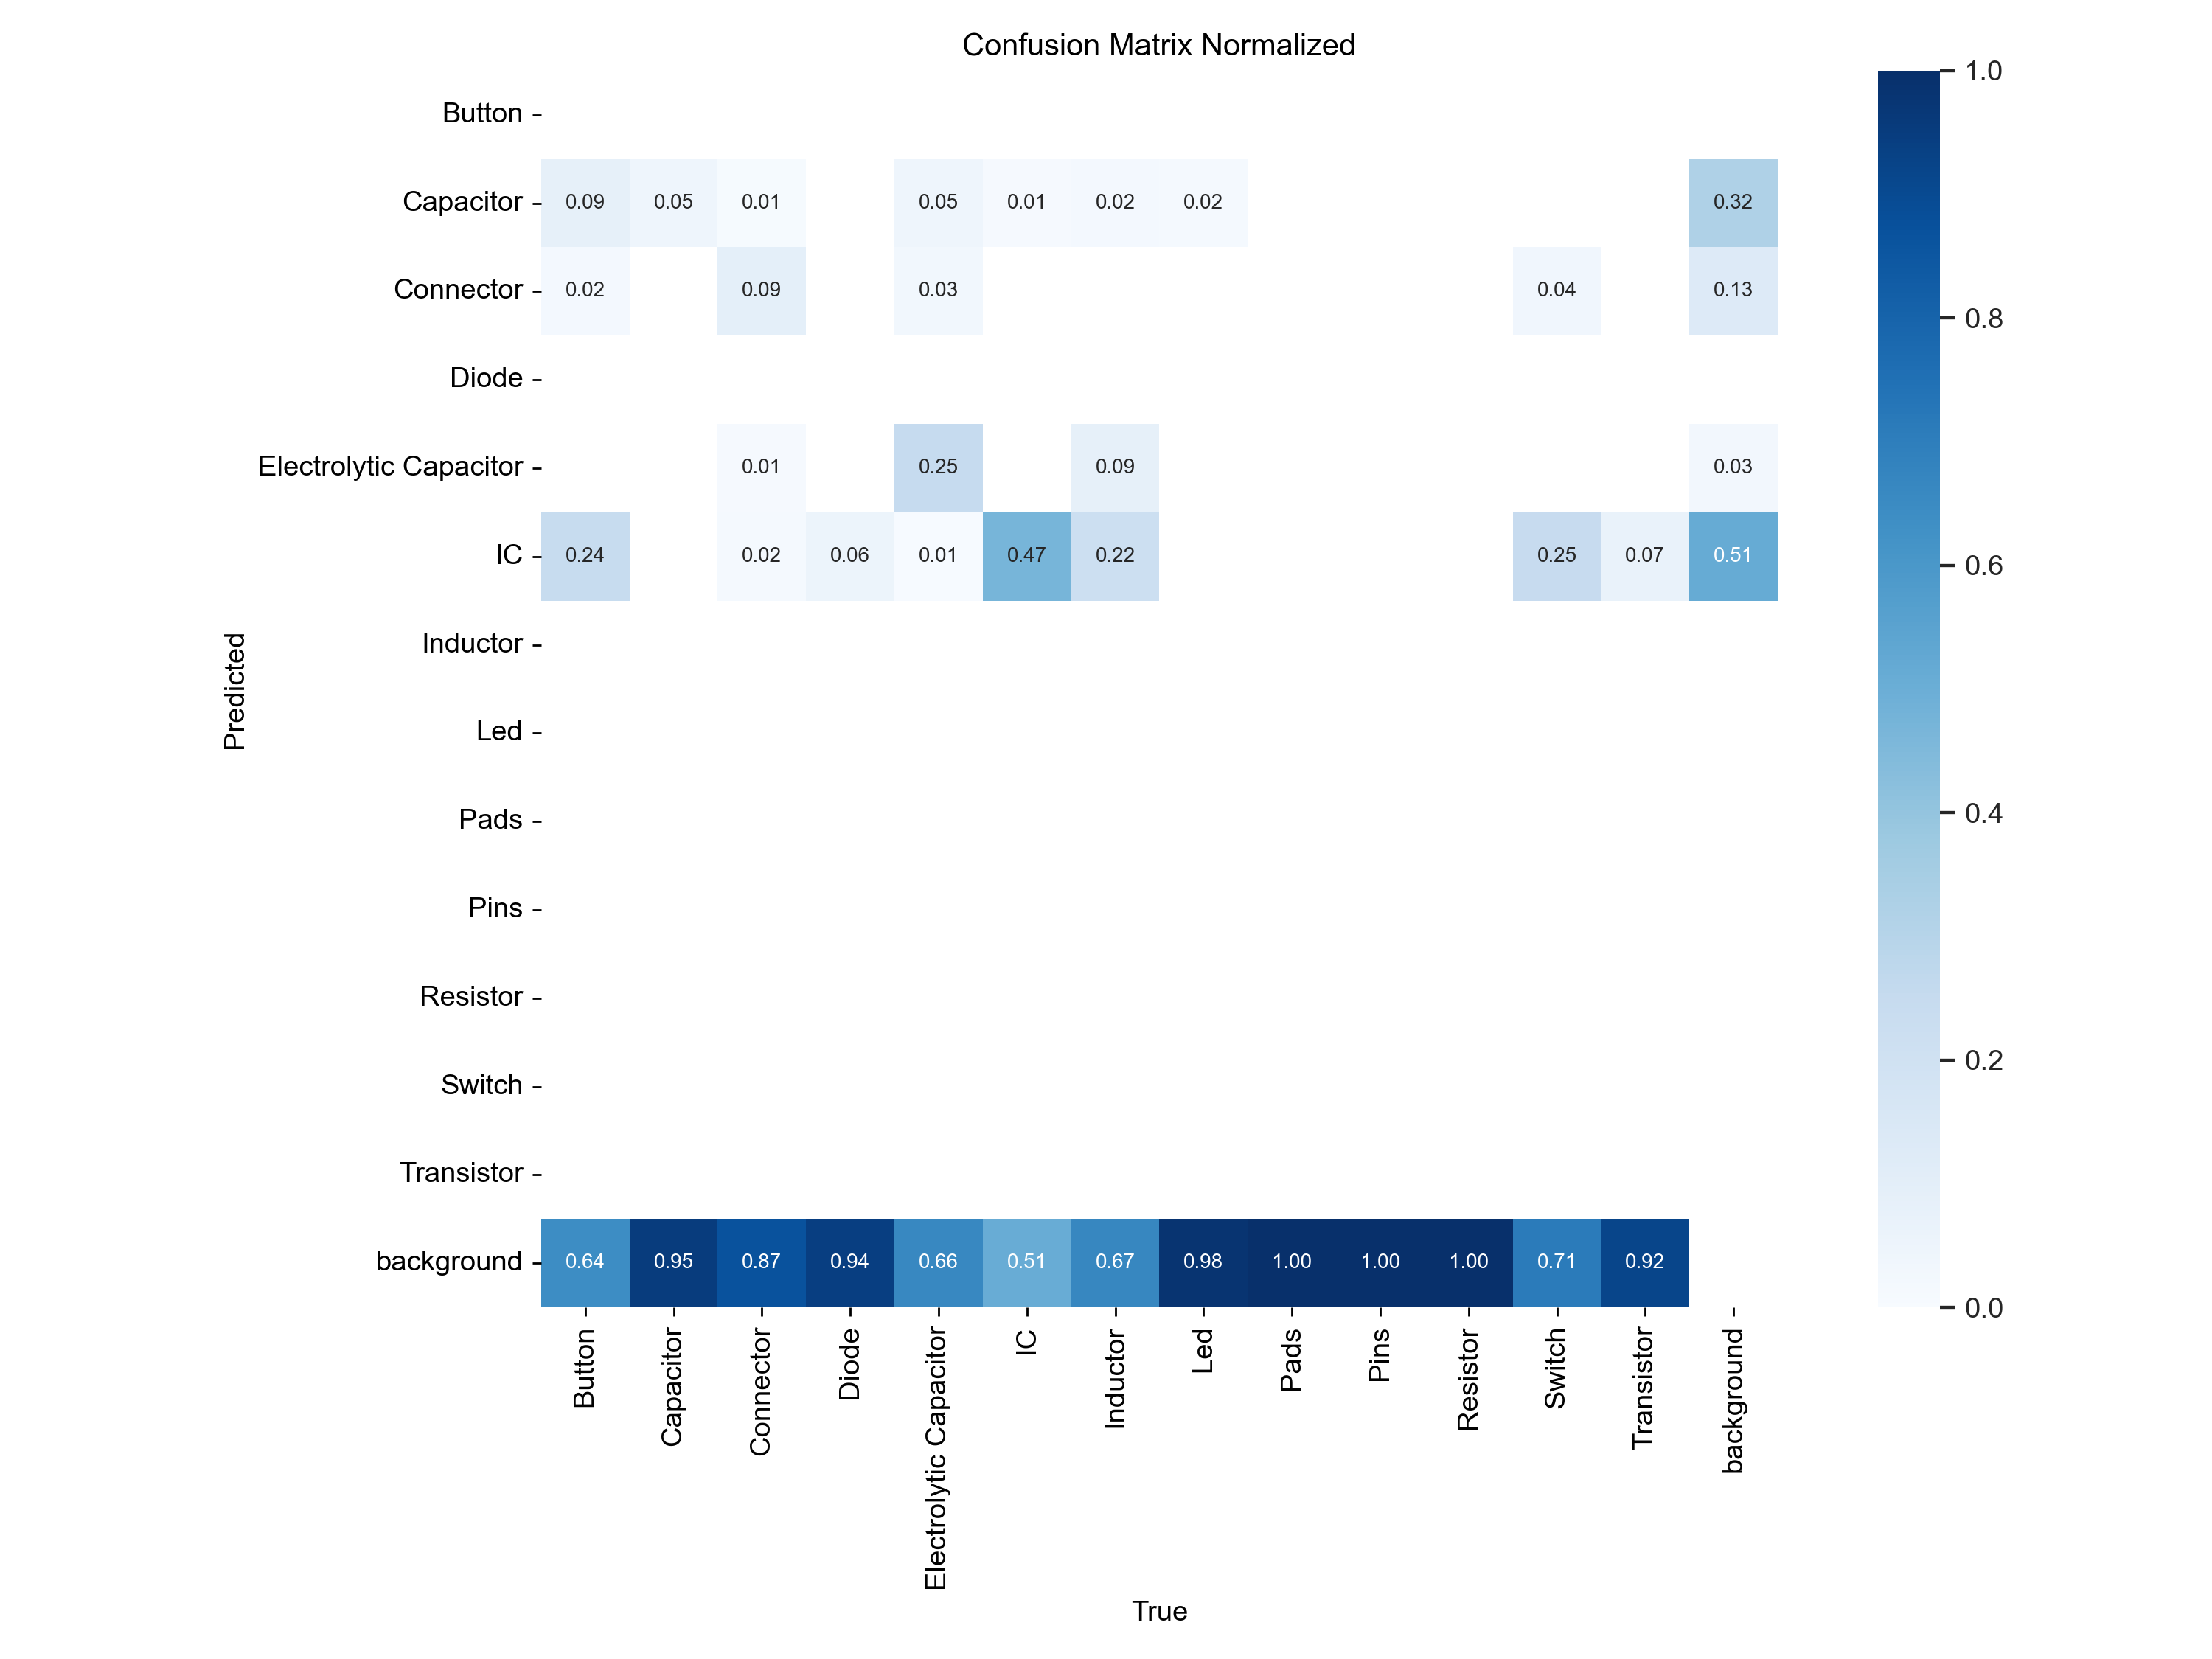 Confusion Matrix Normalized
Button
Capacitor 0.09 0.05 0.01 0.05 0.01 0.02 0.02 0.32
Connector 0.02 0.09 0.03 0.04 0.13
Diode
Electrolytic Capacitor 0.01 0.25 0.09 0.03
IC 0.24 0.02 0.06 0.01 0.47 0.22 0.25 0.07 0.51
Inductor
Led
Pads
Pins
Resistor
Switch
Transistor
background 0.64 0.95 0.87 0.94 0.66 0.51 0.67 0.98 1.00 1.00 1.00 0.71 0.92
Predicted
Button
Capacitor
Connector
Diode
Electrolytic Capacitor
IC
Inductor
Led
Pads
Pins
Resistor
Switch
Transistor
background
True
1.0
0.8
0.6
0.4
0.2
0.0